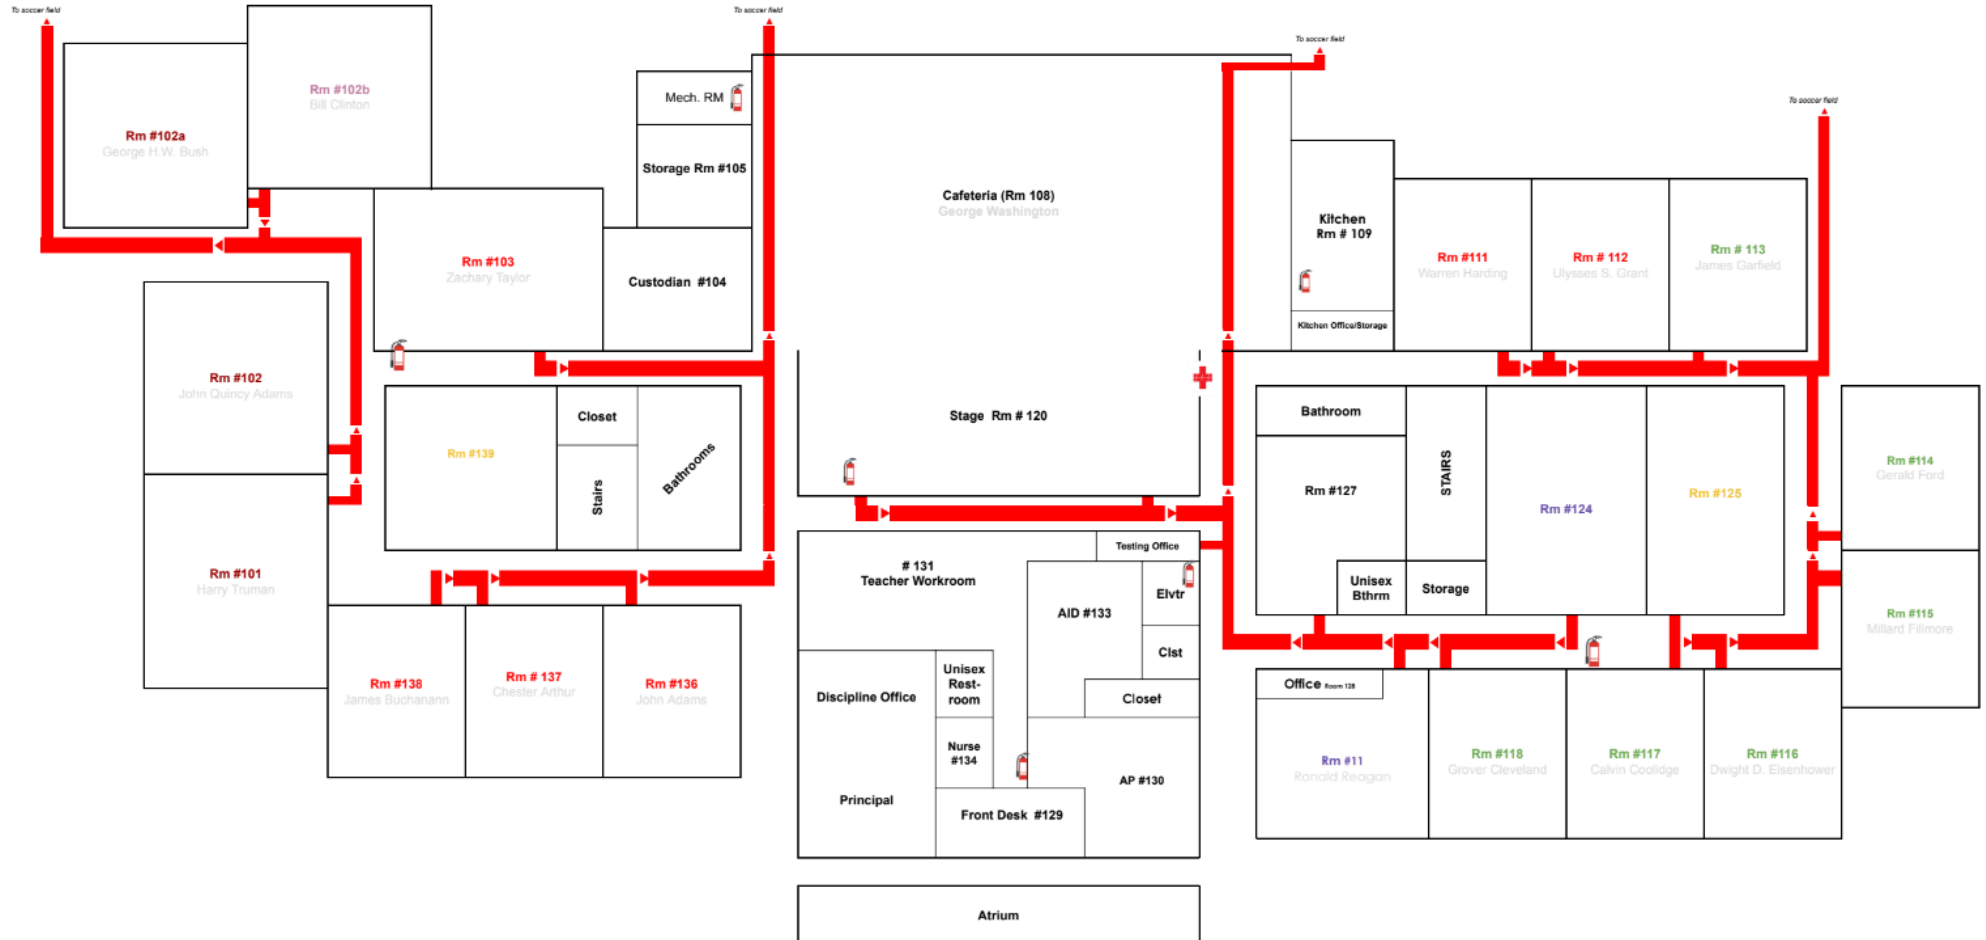 To soccer field
To soccer field
To soccer field
To soccer field
Rm #102b
Bill Clinton
Rm #102a
George H.W. Bush
Mech. RM
Storage Rm #105
Custodian #104
Rm #103
Zachary Taylor
Cafeteria (Rm 108)
George Washington
Kitchen
Rm # 109
Kitchen Office/Storage
Rm #111
Warren Harding
Rm # 112
Ulysses S. Grant
Rm # 113
James Garfield
Rm #102
John Quincy Adams
Rm #101
Harry Truman
Rm #139
Closet
Stairs
Bathrooms
Stage Rm # 120
Bathroom
Rm #127
STAIRS
Unisex
Bthrm
Storage
Rm #124
Rm #125
Rm #114
Gerald Ford
Rm #115
Millard Fillmore
Rm #138
James Buchanann
Rm # 137
Chester Arthur
Rm #136
John Adams
# 131
Teacher Workroom
Testing Office
AID #133
Elvtr
Clst
Closet
Discipline Office
Unisex
Rest-
room
Nurse
#134
Principal
Front Desk #129
AP #130
Office Room 128
Rm #11
Ronald Reagan
Rm #118
Grover Cleveland
Rm #117
Calvin Coolidge
Rm #116
Dwight D. Eisenhower
Atrium